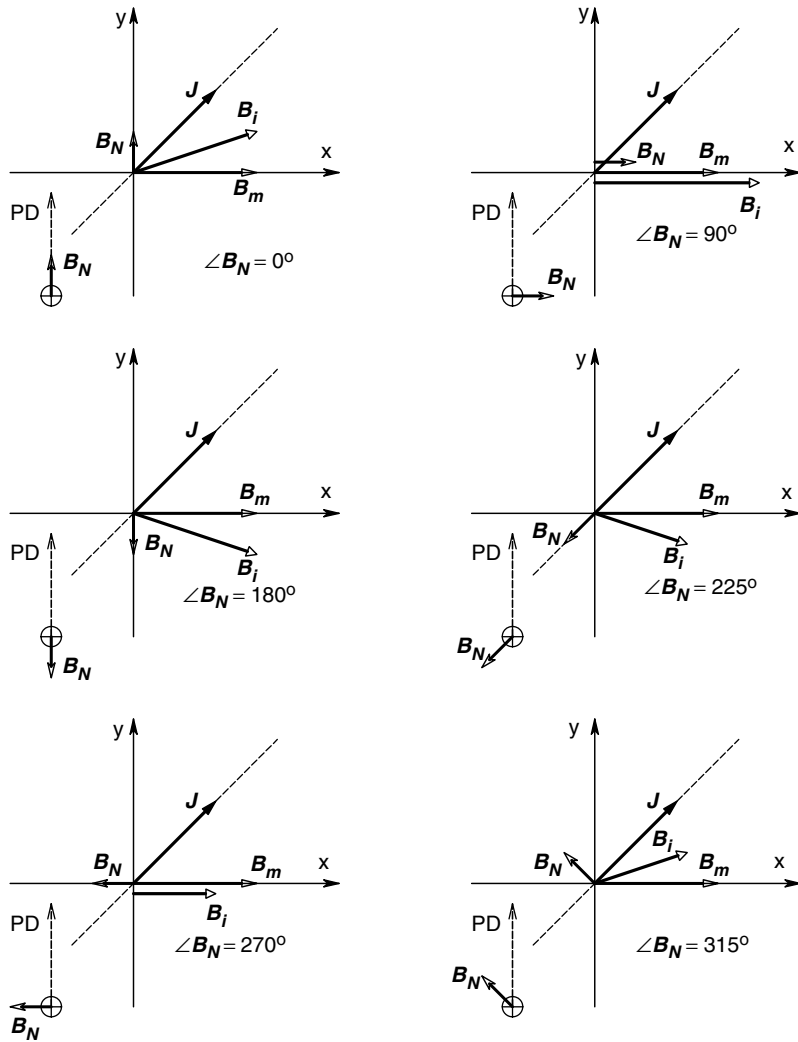 y
J
B_i
B_N
x
B_m
PD
B_N
∠B_N = 0°
y
J
x
B_N
B_m
PD
B_i
∠B_N = 90°
B_N
y
J
x
B_m
PD
B_N
B_i
∠B_N = 180°
B_N
y
J
x
B_m
B_N
PD
B_i
∠B_N = 225°
B_N
y
J
B_N
B_m
x
PD
B_i
∠B_N = 270°
B_N
y
J
B_i
B_N
B_m
x
PD
∠B_N = 315°
B_N